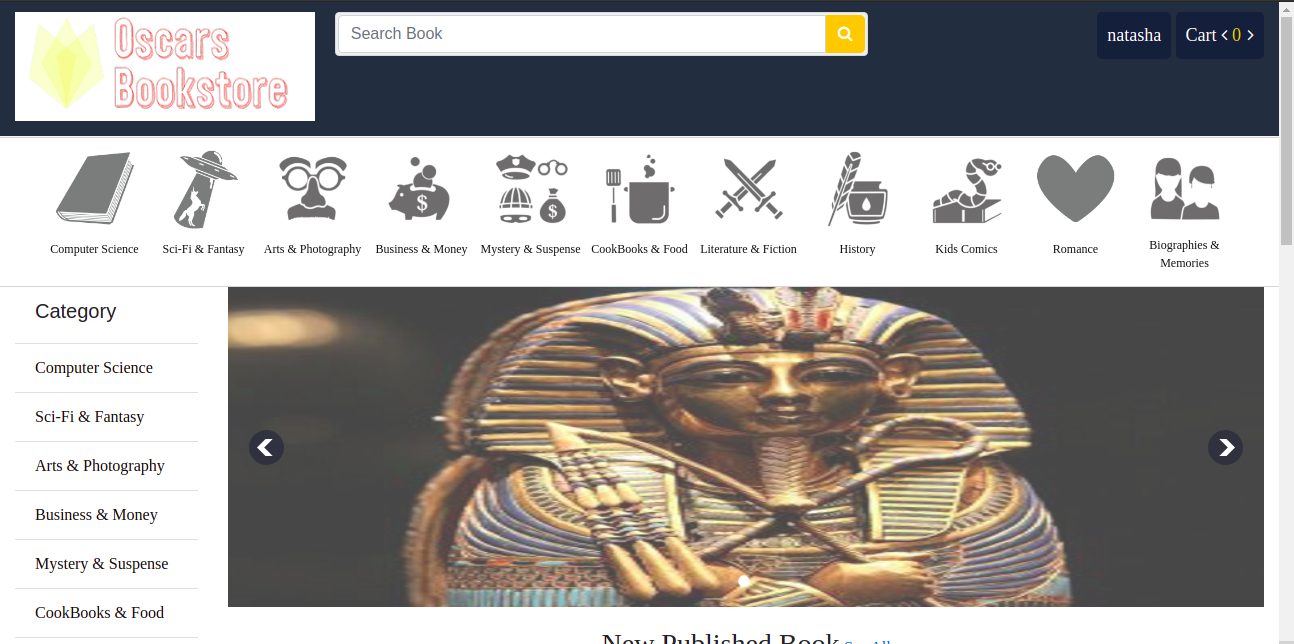 Oscars
Bookstore
Search Book
natasha
Cart < 0 >
Computer Science
Sci-Fi & Fantasy
Arts & Photography
Business & Money
Mystery & Suspense
CookBooks & Food
Literature & Fiction
History
Kids Comics
Romance
Biographies &
Memories
Category
Computer Science
Sci-Fi & Fantasy
Arts & Photography
Business & Money
Mystery & Suspense
CookBooks & Food
New Published Book See All